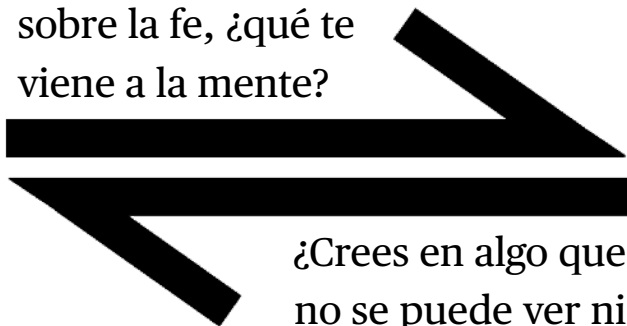 sobre la fe, ¿qué te
viene a la mente?
¿Crees en algo que
no se puede ver ni